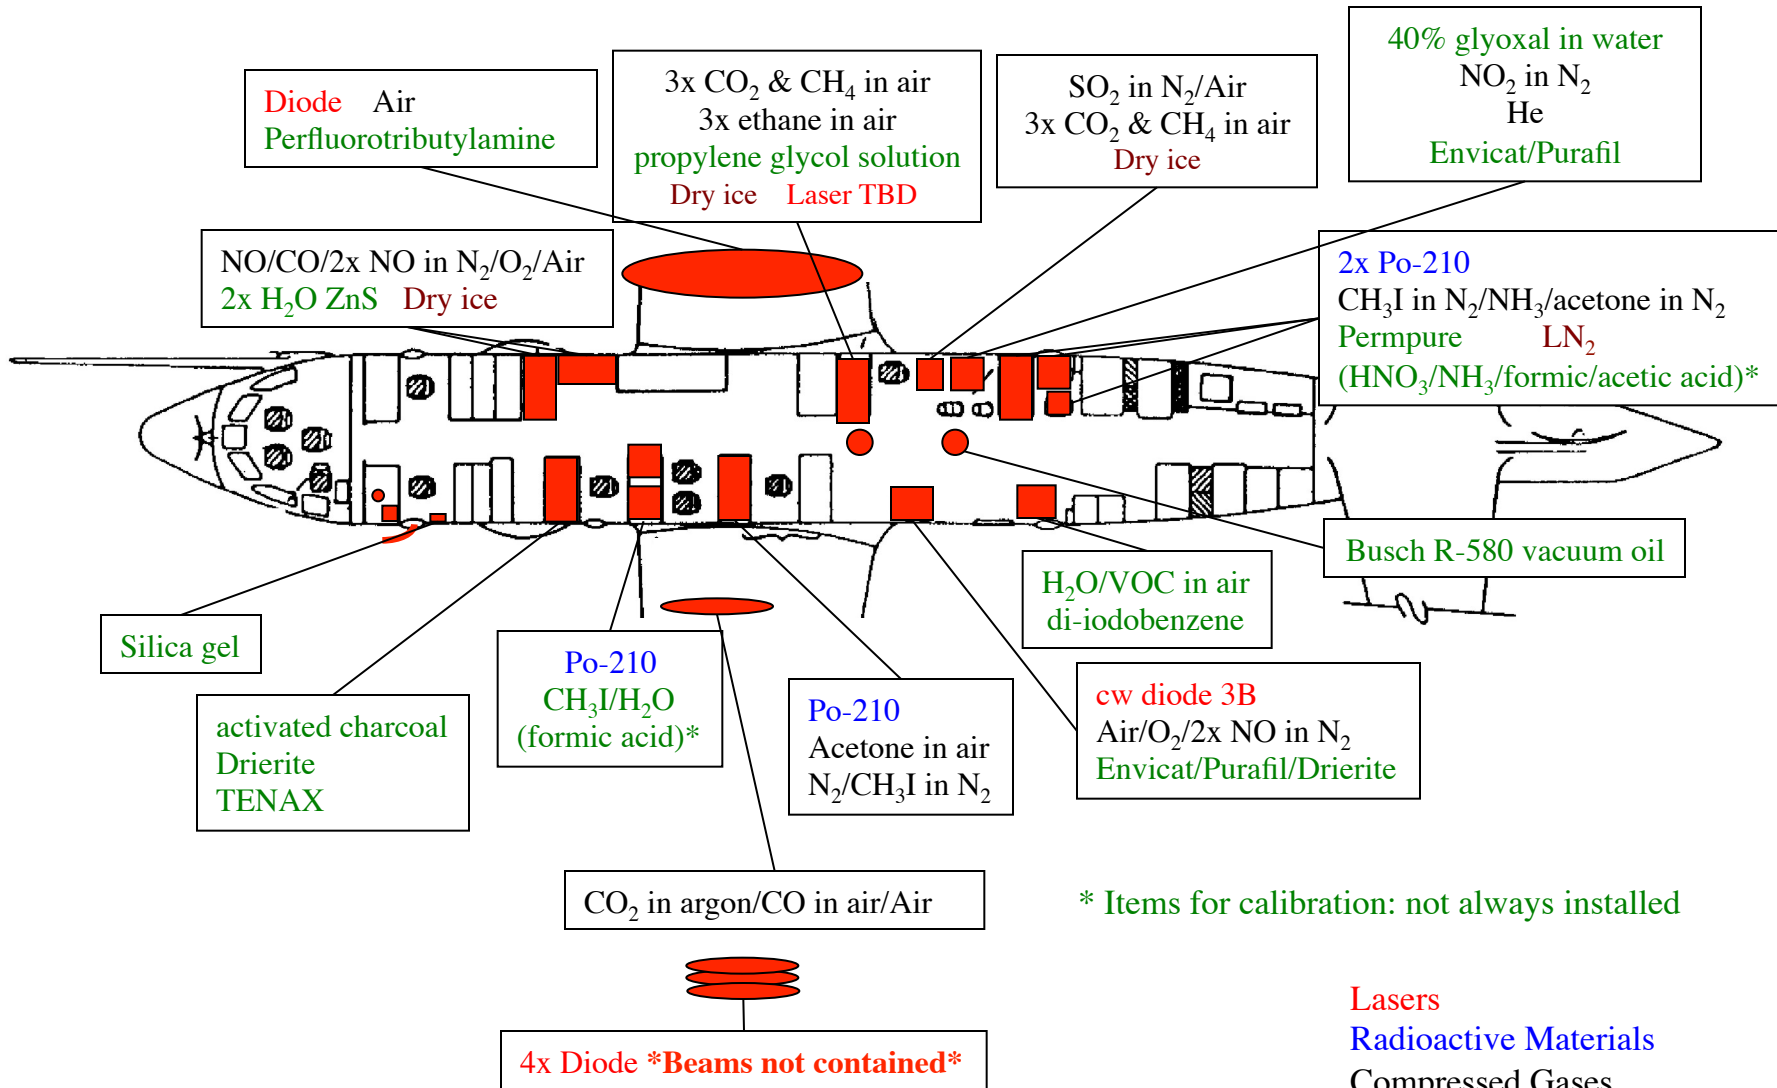 40% glyoxal in water
NO₂ in N₂
He
Envicat/Purafil
3x CO₂ & CH₄ in air
3x ethane in air
propylene glycol solution
Dry ice Laser TBD
SO₂ in N₂/Air
3x CO₂ & CH₄ in air
Dry ice
Diode Air
Perfluorotributylamine
NO/CO/2x NO in N₂/O₂/Air
2x H₂O ZnS Dry ice
2x Po-210
CH₃I in N₂/NH₃/acetone in N₂
Permpure LN₂
(HNO₃/NH₃/formic/acetic acid)*
Busch R-580 vacuum oil
H₂O/VOC in air
di-iodobenzene
Silica gel
Po-210
CH₃I/H₂O
(formic acid)*
cw diode 3B
Air/O₂/2x NO in N₂
Envicat/Purafil/Drierite
Po-210
Acetone in air
N₂/CH₃I in N₂
activated charcoal
Drierite
TENAX
CO₂ in argon/CO in air/Air
* Items for calibration: not always installed
4x Diode *Beams not contained*
Lasers
Radioactive Materials
Compressed Gases